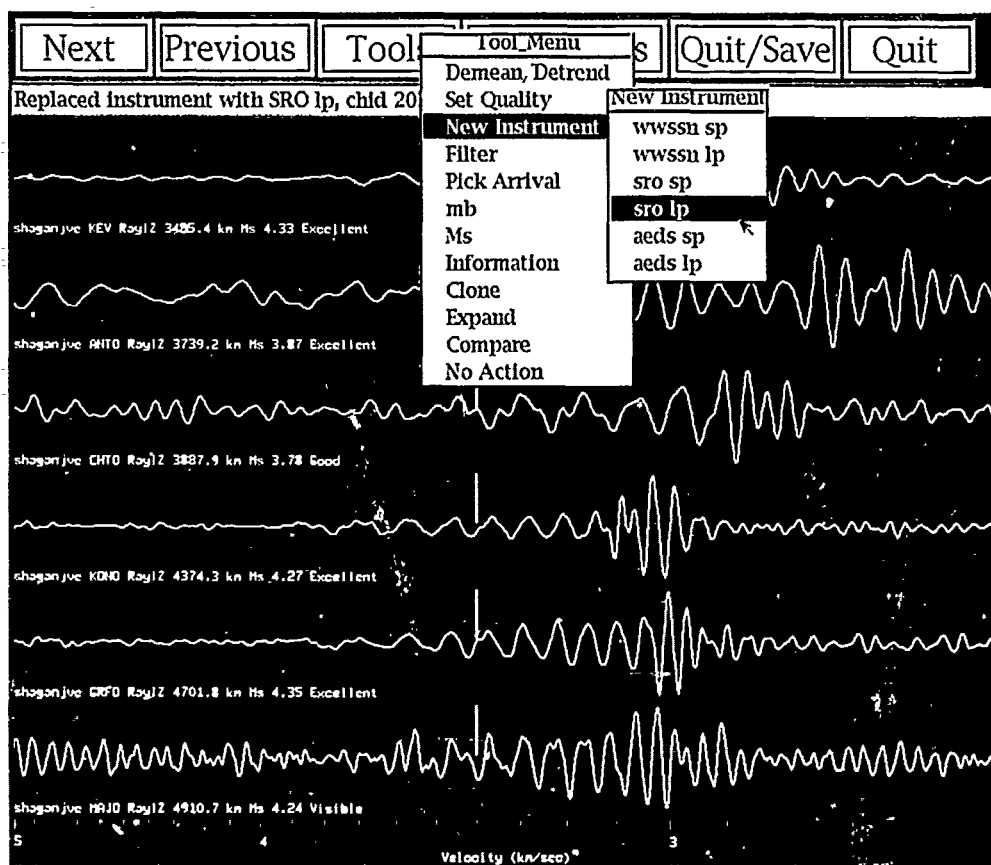 Next Previous Tools Quit/Save Quit
Replaced instrument with SRO lp, chid 20
Tool_Menu
Demean, Detrend
Set Quality
New Instrument
Filter
Pick Arrival
mb
Ms
Information
Clone
Expand
Compare
No Action
New Instrument
wwssn sp
wwssn lp
sro sp
sro lp
aeds sp
aeds lp
shaganjve KEV RaylZ 3485.4 km Ms 4.33 Excellent
shaganjve ANTO RaylZ 3739.2 km Ms 3.87 Excellent
shaganjve CHTO RaylZ 3887.9 km Ms 3.78 Good
shaganjve KONO RaylZ 4374.3 km Ms 4.27 Excellent
shaganjve GRFO RaylZ 4701.8 km Ms 4.35 Excellent
shaganjve MAJO RaylZ 4910.7 km Ms 4.24 Visible
5 4 3
Velocity (km/sec)